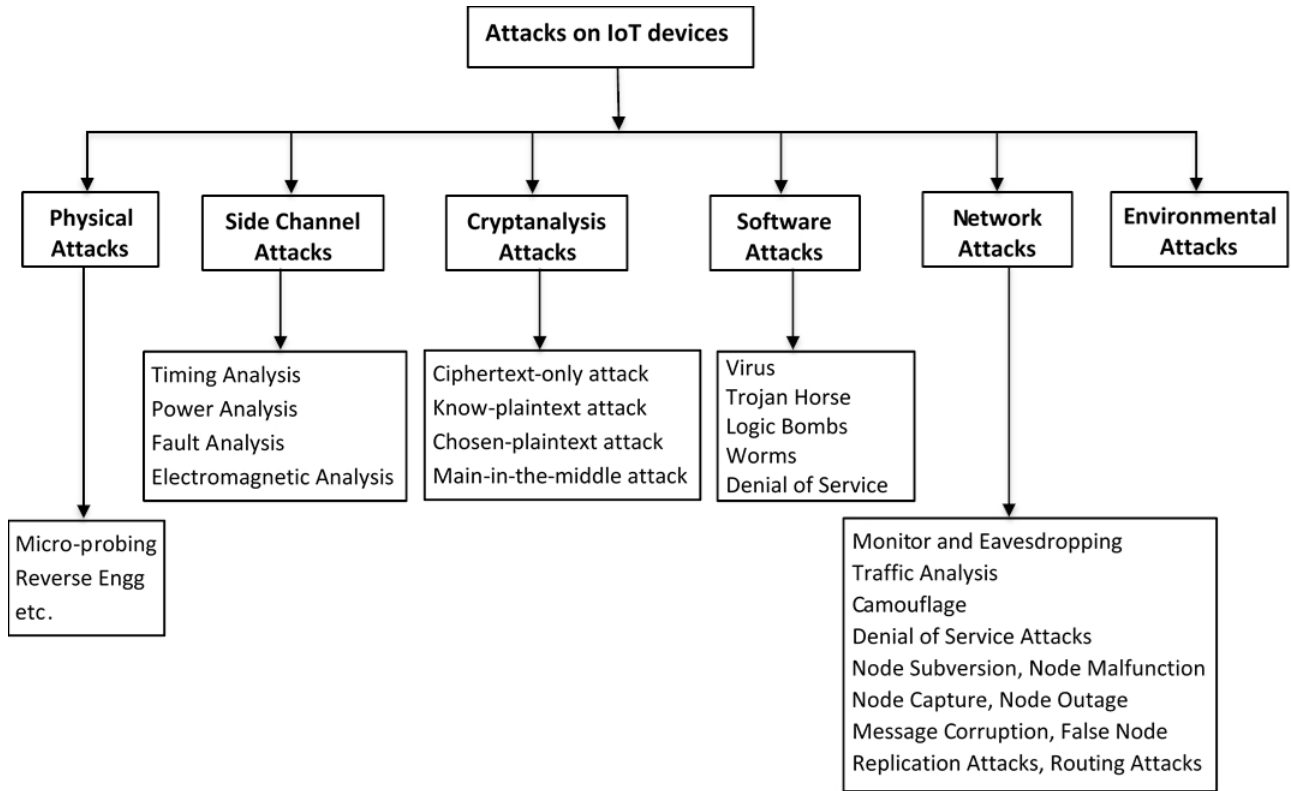 Attacks on IoT devices
Physical
Attacks
Side Channel
Attacks
Cryptanalysis
Attacks
Software
Attacks
Network
Attacks
Environmental
Attacks
Timing Analysis
Power Analysis
Fault Analysis
Electromagnetic Analysis
Ciphertext-only attack
Know-plaintext attack
Chosen-plaintext attack
Main-in-the-middle attack
Virus
Trojan Horse
Logic Bombs
Worms
Denial of Service
Micro-probing
Reverse Engg
etc.
Monitor and Eavesdropping
Traffic Analysis
Camouflage
Denial of Service Attacks
Node Subversion, Node Malfunction
Node Capture, Node Outage
Message Corruption, False Node
Replication Attacks, Routing Attacks